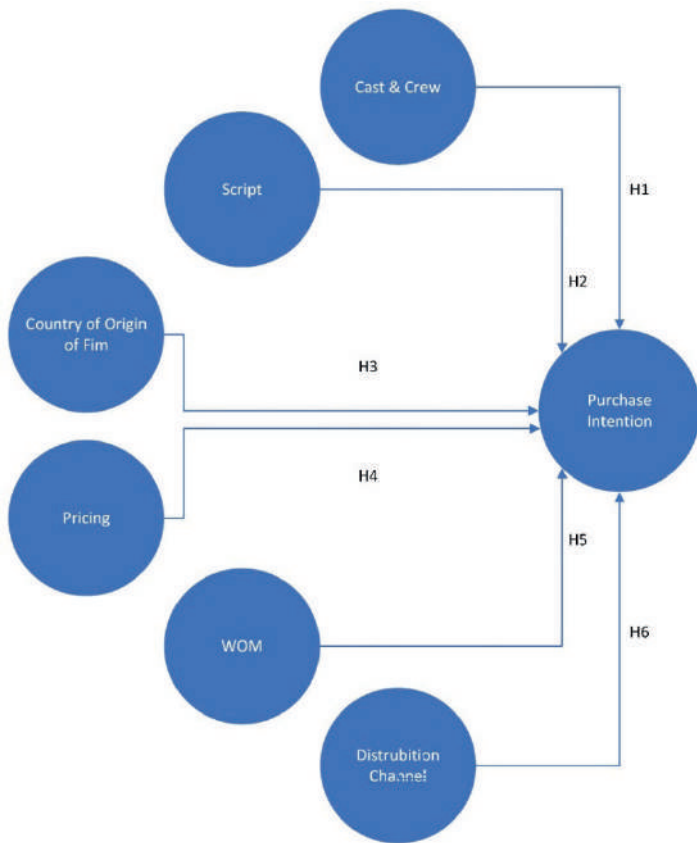 Cast & Crew
Script
H1
H2
Country of Origin
of Fim
H3
Purchase
Intention
H4
Pricing
H5
WOM
H6
Distrubition
Channel